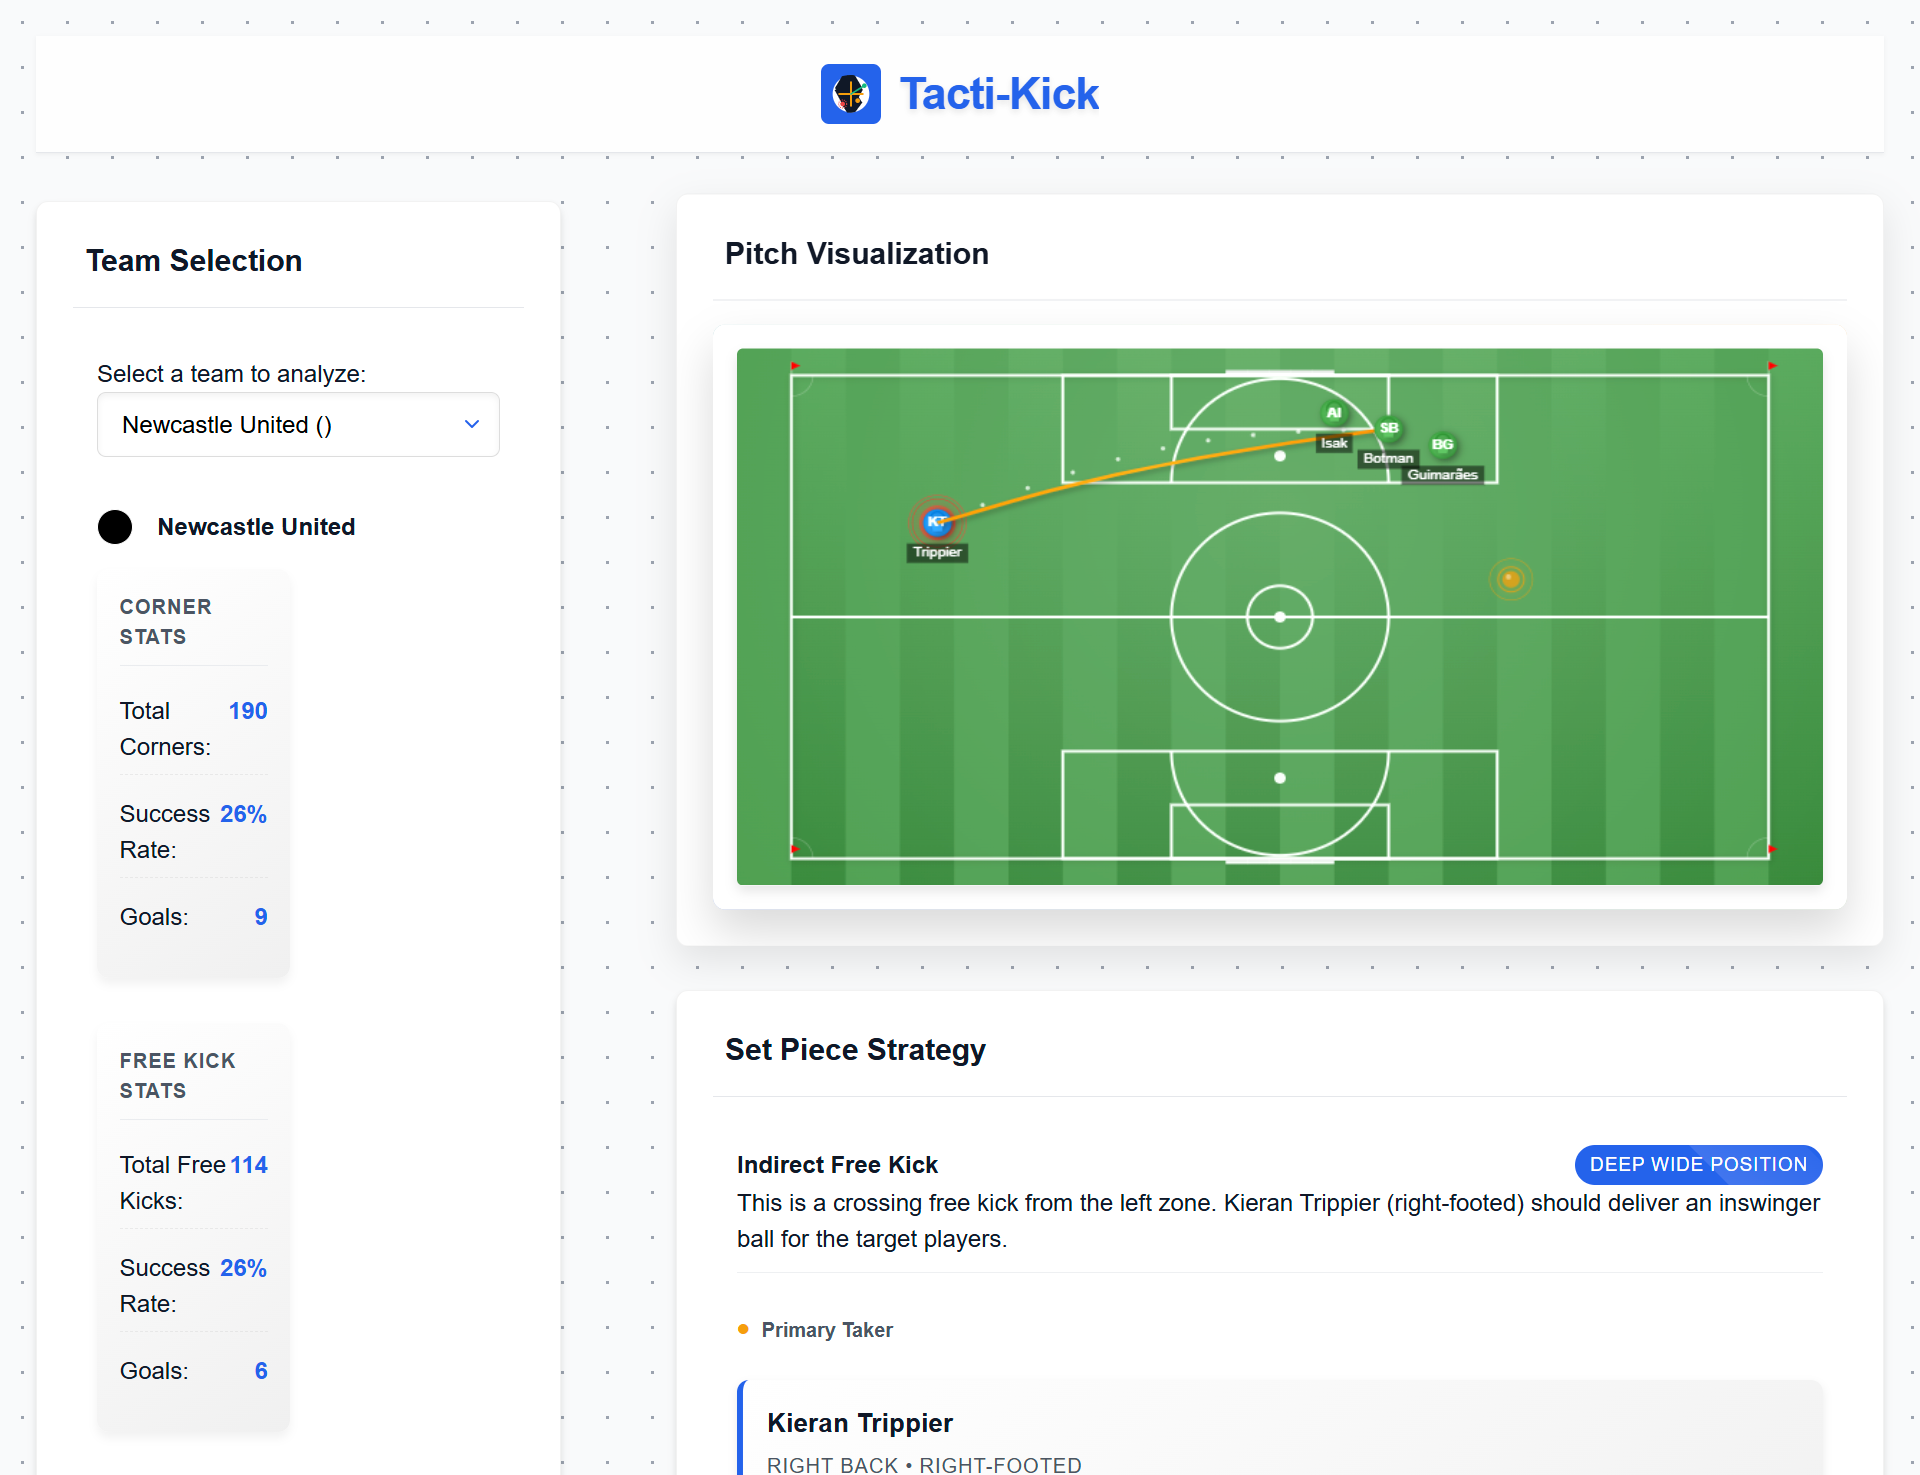 Tacti-Kick
Team Selection
Select a team to analyze:
Newcastle United ()
Newcastle United
CORNER
STATS
Total 190
Corners:
Success 26%
Rate:
Goals: 9
FREE KICK
STATS
Total Free 114
Kicks:
Success 26%
Rate:
Goals: 6
Pitch Visualization
AI
Isak
SB
Botman
BG
Guimarães
KT
Trippier
Set Piece Strategy
Indirect Free Kick
DEEP WIDE POSITION
This is a crossing free kick from the left zone. Kieran Trippier (right-footed) should deliver an inswinger
ball for the target players.
Primary Taker
Kieran Trippier
RIGHT BACK • RIGHT-FOOTED